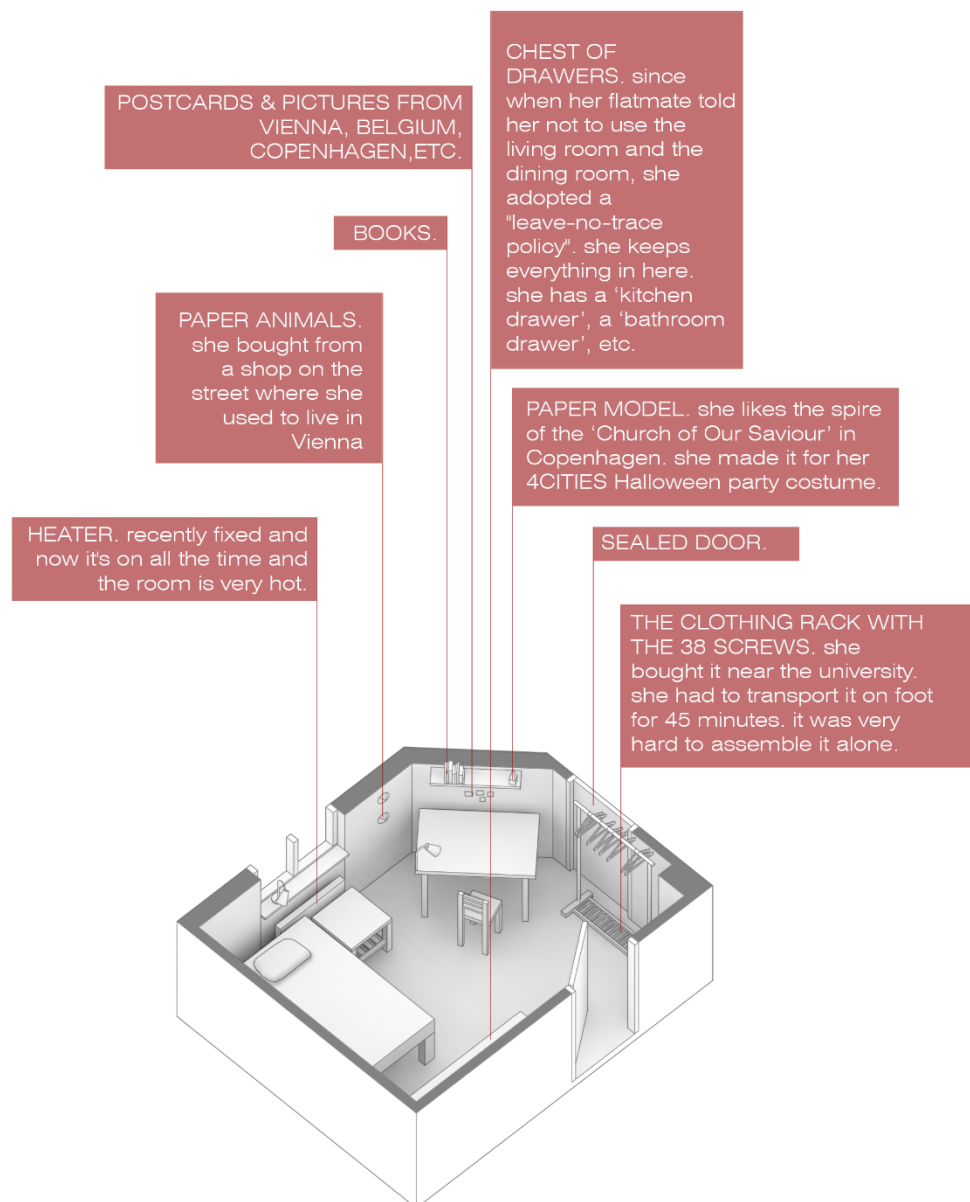 CHEST OF
DRAWERS. since
when her flatmate told
her not to use the
living room and the
dining room, she
adopted a
"leave-no-trace
policy". she keeps
everything in here.
she has a ‘kitchen
drawer’, a ‘bathroom
drawer’, etc.
POSTCARDS & PICTURES FROM
VIENNA, BELGIUM,
COPENHAGEN,ETC.
BOOKS.
PAPER ANIMALS.
she bought from
a shop on the
street where she
used to live in
Vienna
PAPER MODEL. she likes the spire
of the ‘Church of Our Saviour’ in
Copenhagen. she made it for her
4CITIES Halloween party costume.
HEATER. recently fixed and
now it's on all the time and
the room is very hot.
SEALED DOOR.
THE CLOTHING RACK WITH
THE 38 SCREWS. she
bought it near the university.
she had to transport it on foot
for 45 minutes. it was very
hard to assemble it alone.